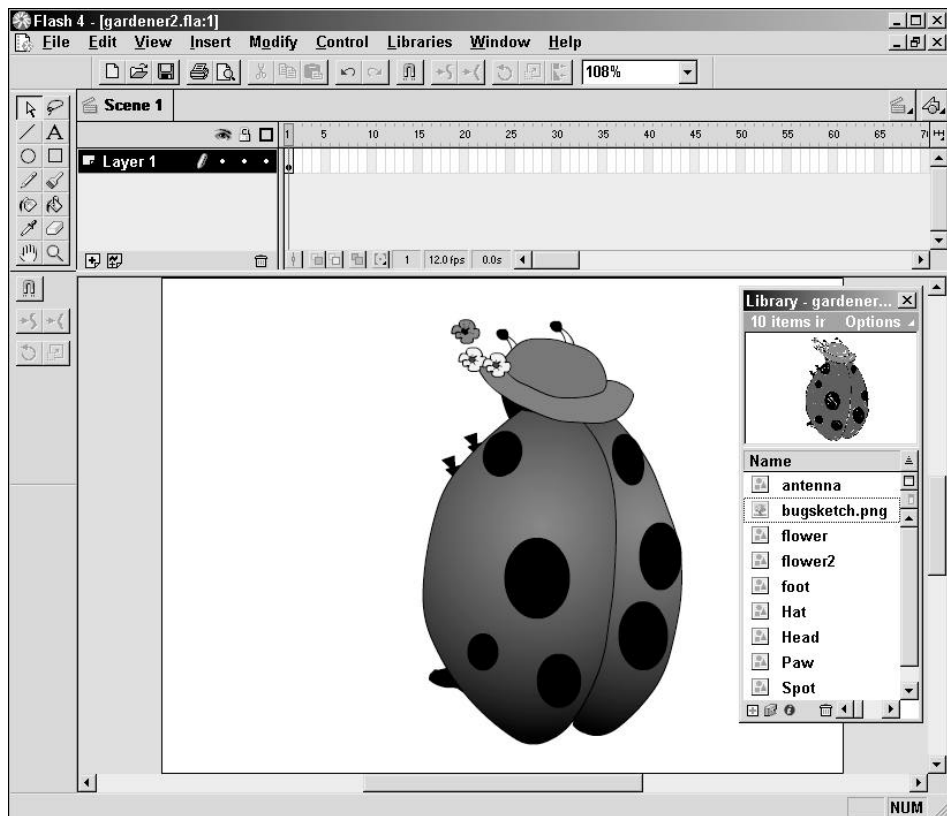 Flash 4 - [gardener2.fla:1]
File Edit View Insert Modify Control Libraries Window Help
108%
Scene 1
1 5 10 15 20 25 30 35 40 45 50 55 60 65
Layer 1
1 12.0 fps 0.0s
Library - gardener...
10 items ir Options
Name
antenna
bugsketch.png
flower
flower2
foot
Hat
Head
Paw
Spot
NUM